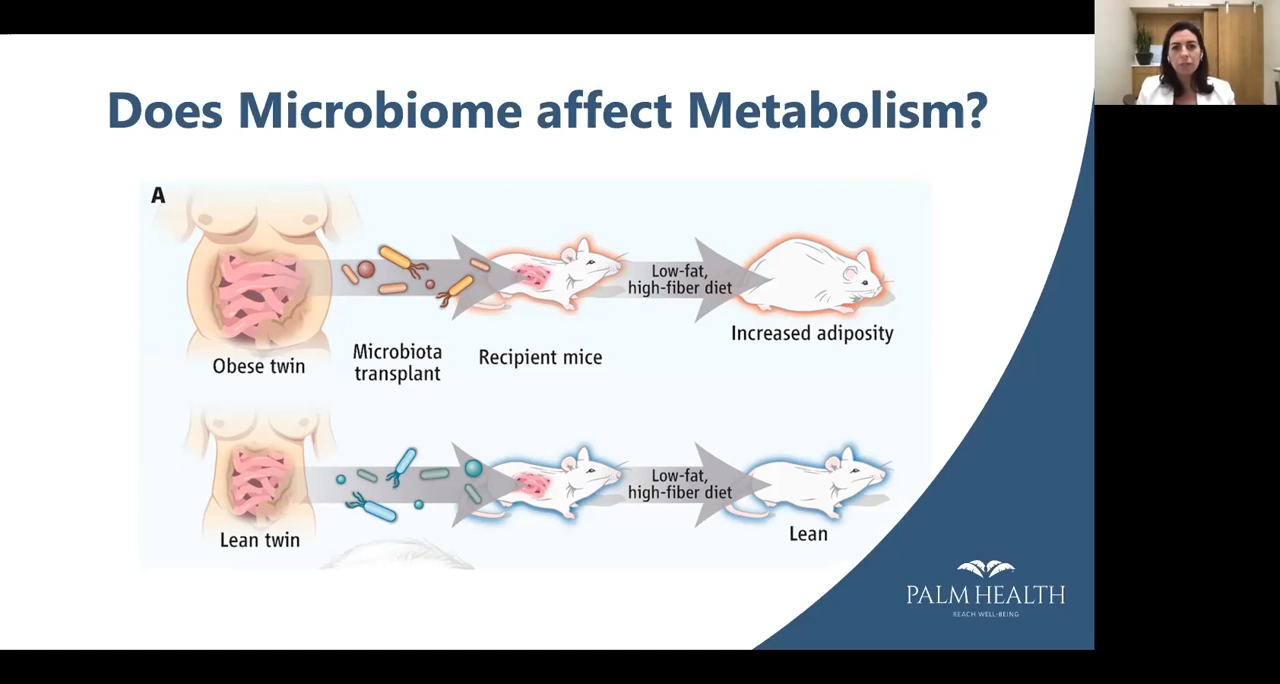 Does Microbiome affect Metabolism?
A
Low-fat,
high-fiber diet
Increased adiposity
Obese twin
Microbiota
transplant
Recipient mice
Low-fat,
high-fiber diet
Lean twin
Lean
PALM HEALTH
REACH WELL-BEING